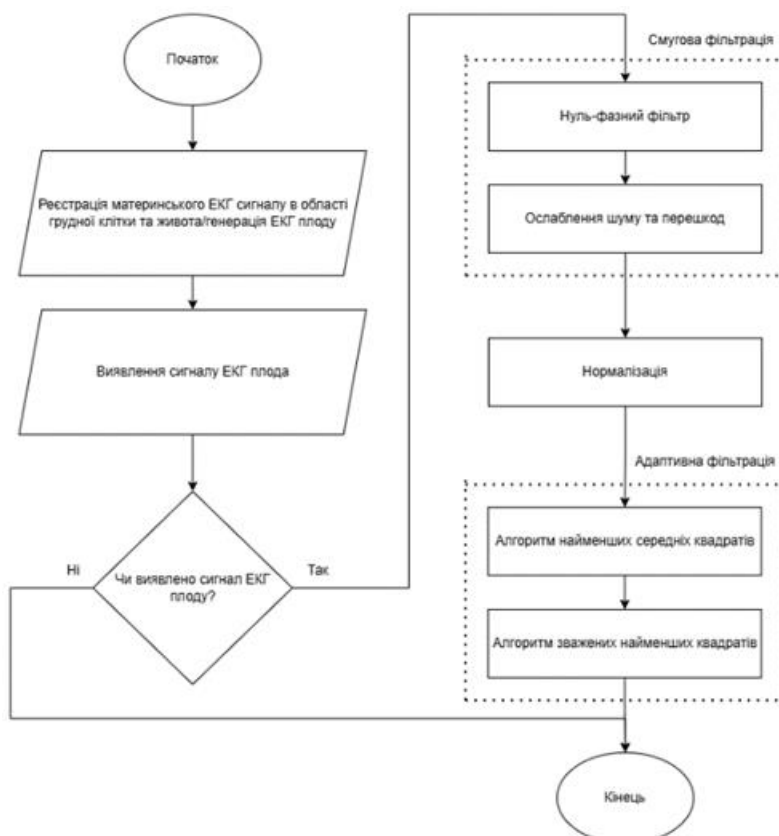 Початок
Реєстрація материнського ЕКГ сигналу в області
грудної клітки та живота/генерація ЕКГ плоду
Виявлення сигналу ЕКГ плода
Ні
Чи виявлено сигнал ЕКГ
плоду?
Так
Смугова фільтрація
Нуль-фазний фільтр
Ослаблення шуму та перешкод
Нормалізація
Адаптивна фільтрація
Алгоритм найменших середніх квадратів
Алгоритм зважених найменших квадратів
Кінець